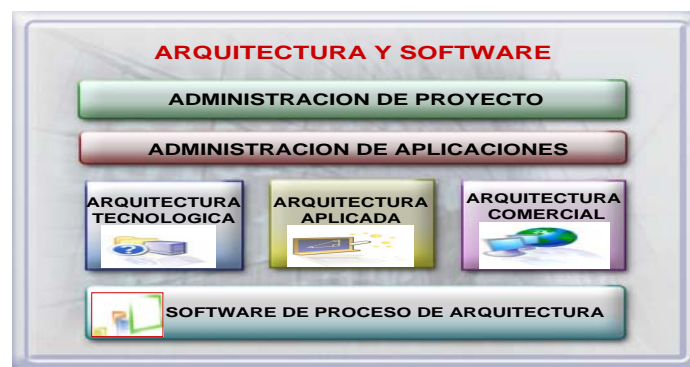 ARQUITECTURA Y SOFTWARE
ADMINISTRACION DE PROYECTO
ADMINISTRACION DE APLICACIONES
ARQUITECTURA
TECNOLOGICA
ARQUITECTURA
APLICADA
ARQUITECTURA
COMERCIAL
SOFTWARE DE PROCESO DE ARQUITECTURA